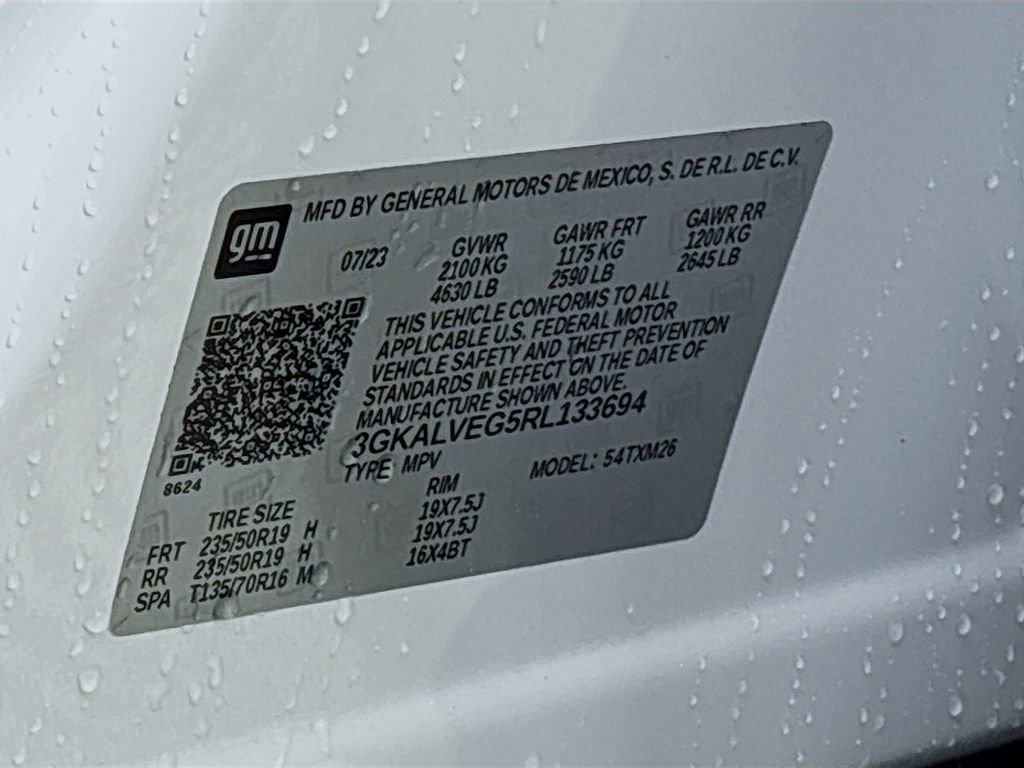 gm
MFD BY GENERAL MOTORS DE MEXICO, S. DE R.L. DE C.V.
07/23 GVWR GAWR FRT GAWR RR
2100 KG 1175 KG 1200 KG
4630 LB 2590 LB 2645 LB
THIS VEHICLE CONFORMS TO ALL
APPLICABLE U.S. FEDERAL MOTOR
VEHICLE SAFETY AND THEFT PREVENTION
STANDARDS IN EFFECT ON THE DATE OF
MANUFACTURE SHOWN ABOVE.
3GKALVEG5RL133694
TYPE MPV MODEL: 54TXM26
8624
TIRE SIZE RIM
FRT 235/50R19 H 19X7.5J
RR 235/50R19 H 19X7.5J
SPA T135/70R16 M 16X4BT